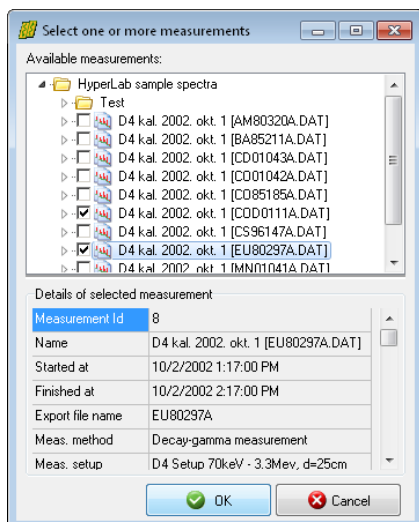 Select one or more measurements
Available measurements:
HyperLab sample spectra
Test
D4 kal. 2002. okt. 1 [AM80320A.DAT]
D4 kal. 2002. okt. 1 [BA85211A.DAT]
D4 kal. 2002. okt. 1 [CD01043A.DAT]
D4 kal. 2002. okt. 1 [CO01042A.DAT]
D4 kal. 2002. okt. 1 [CO85185A.DAT]
D4 kal. 2002. okt. 1 [COD0111A.DAT]
D4 kal. 2002. okt. 1 [CS96147A.DAT]
D4 kal. 2002. okt. 1 [EU80297A.DAT]
D4 kal. 2002. okt. 1 [MN01041A.DAT]
Details of selected measurement
Measurement Id 8
Name D4 kal. 2002. okt. 1 [EU80297A.DAT]
Started at 10/2/2002 1:17:00 PM
Finished at 10/2/2002 2:17:00 PM
Export file name EU80297A
Meas. method Decay-gamma measurement
Meas. setup D4 Setup 70keV - 3.3Mev, d=25cm
OK Cancel